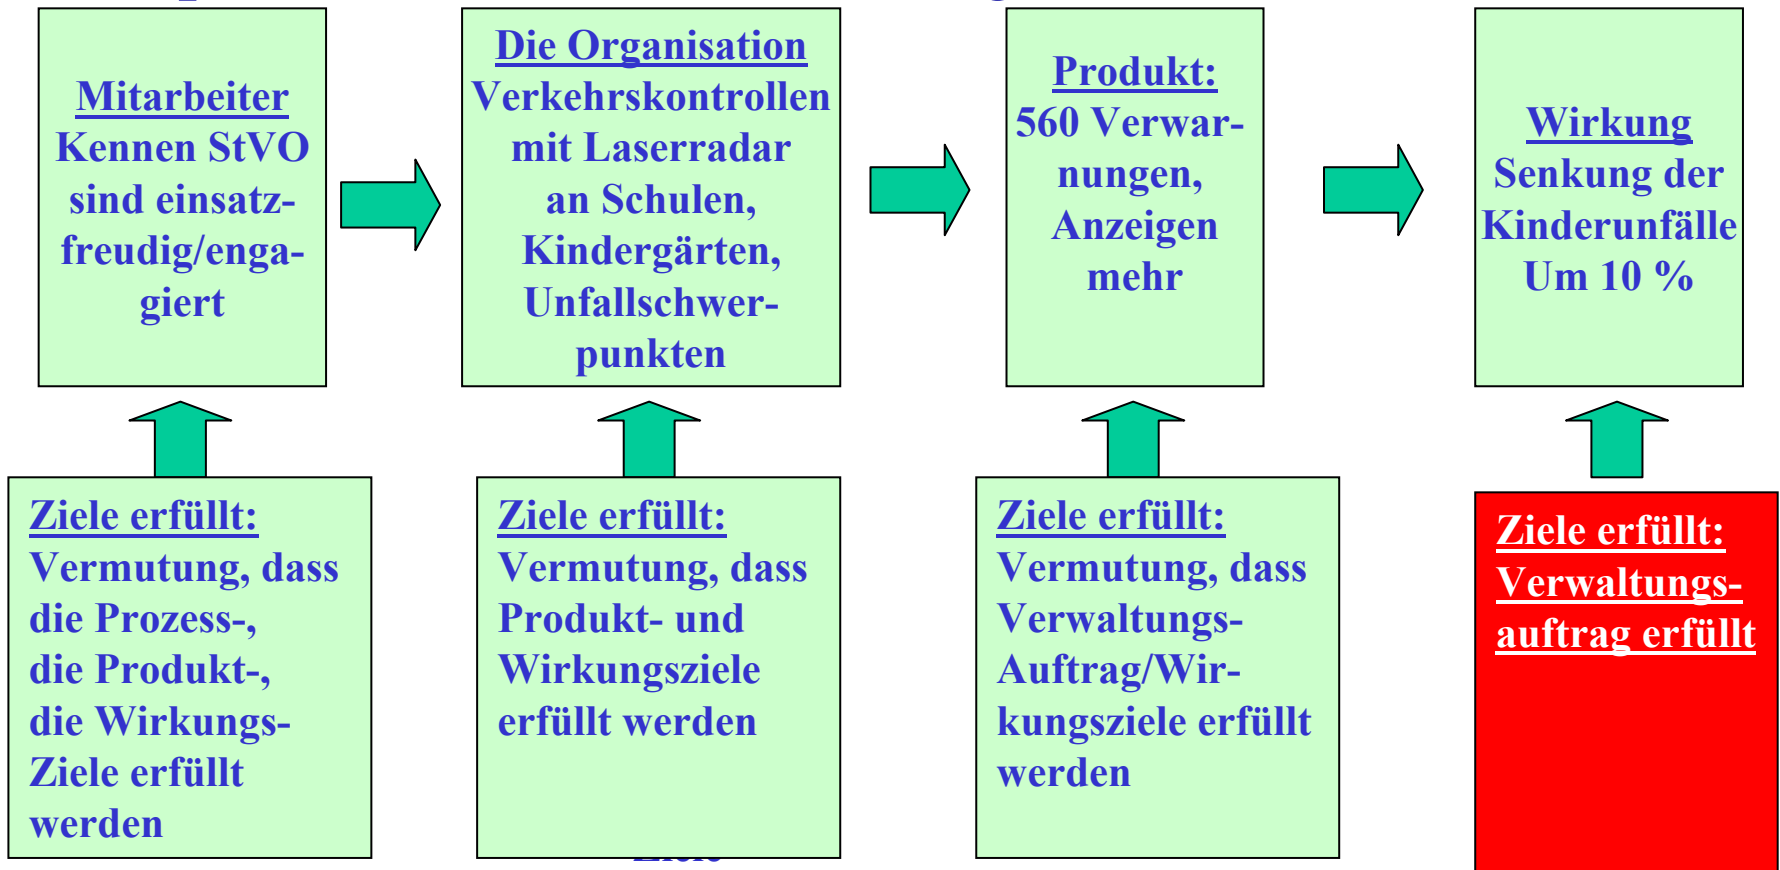 Mitarbeiter
Kennen StVO
sind einsatz-
freudig/enga-
giert
Die Organisation
Verkehrskontrollen
mit Laserradar
an Schulen,
Kindergärten,
Unfallschwer-
punkten
Produkt:
560 Verwar-
nungen,
Anzeigen
mehr
Wirkung
Senkung der
Kinderunfälle
Um 10 %
Ziele erfüllt:
Vermutung, dass
die Prozess-,
die Produkt-,
die Wirkungs-
Ziele erfüllt
werden
Ziele erfüllt:
Vermutung, dass
Produkt- und
Wirkungsziele
erfüllt werden
Ziele erfüllt:
Vermutung, dass
Verwaltungs-
Auftrag/Wir-
kungsziele erfüllt
werden
Ziele erfüllt:
Verwaltungs-
auftrag erfüllt